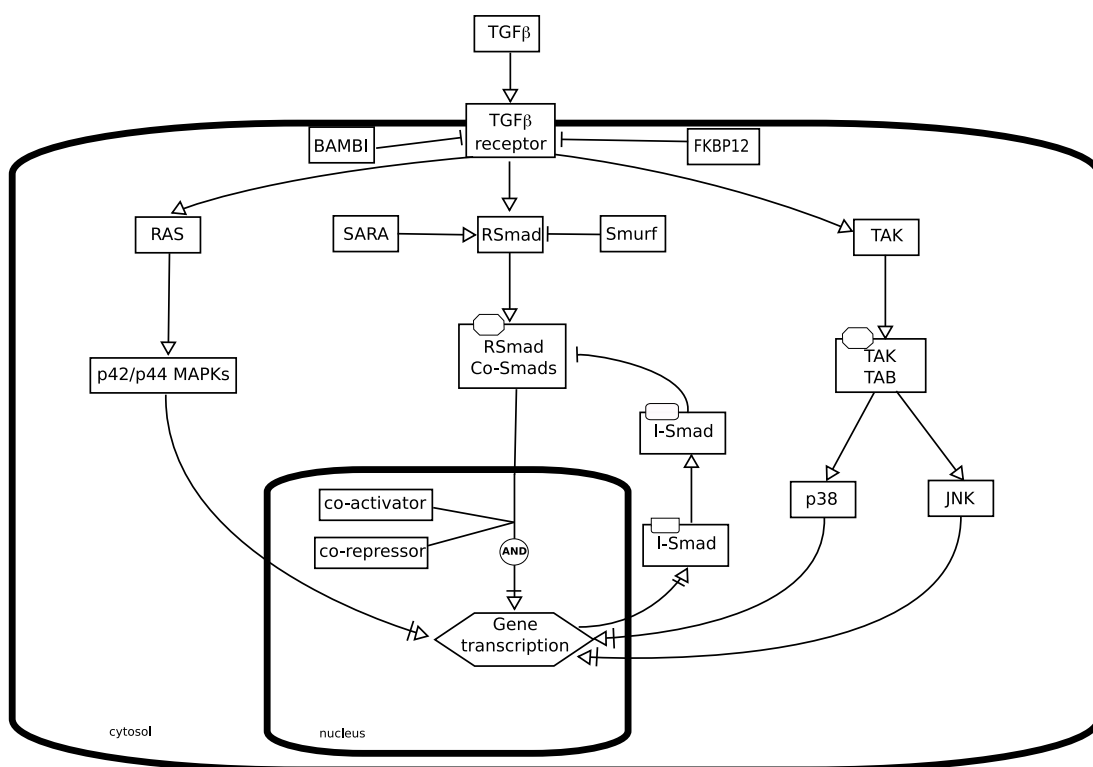 TGFβ
TGFβ
receptor
BAMBI
FKBP12
RAS
SARA
RSmad
Smurf
TAK
RSmad
Co-Smads
TAK
TAB
p42/p44 MAPKs
I-Smad
p38
JNK
co-activator
co-repressor
AND
I-Smad
Gene
transcription
cytosol
nucleus